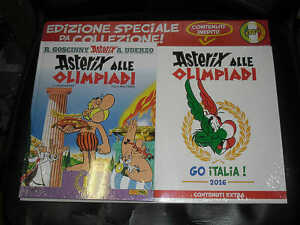 EDIZIONE SPECIALE
DA COLLEZIONE!
CONTENUTI
INEDITI
R. GOSCINNY Asterix A. UDERZO
Asterix ALLE
OLIMPIADI
Asterix ALLE
OLIMPIADI
GO ITALIA!
2016
CONTENUTI EXTRA